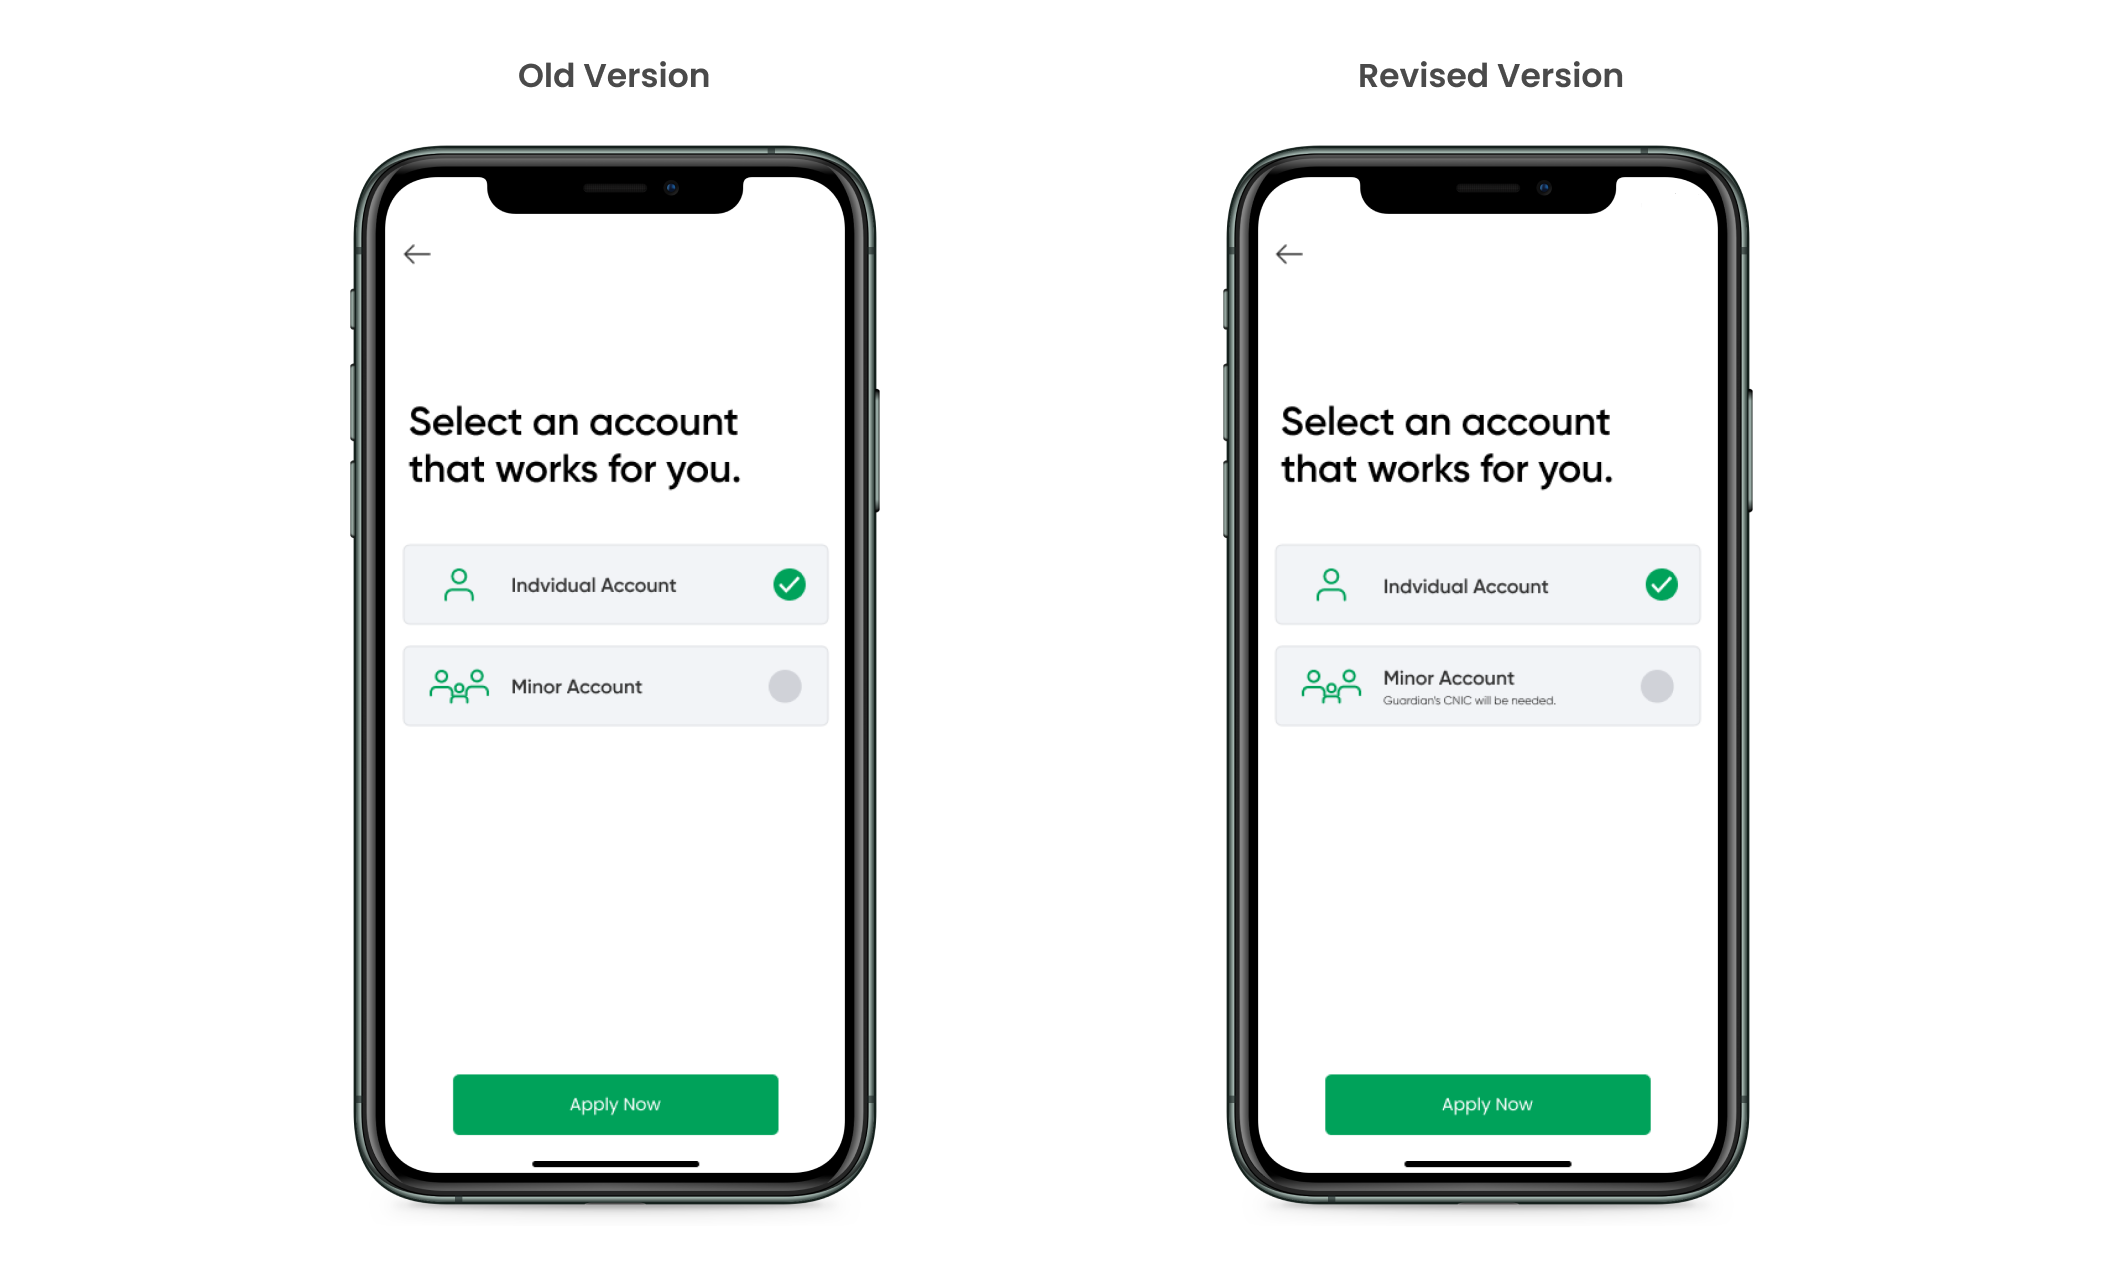 Old Version
Select an account
that works for you.
Indvidual Account
Minor Account
Apply Now
Revised Version
Select an account
that works for you.
Indvidual Account
Minor Account
Guardian's CNIC will be needed.
Apply Now